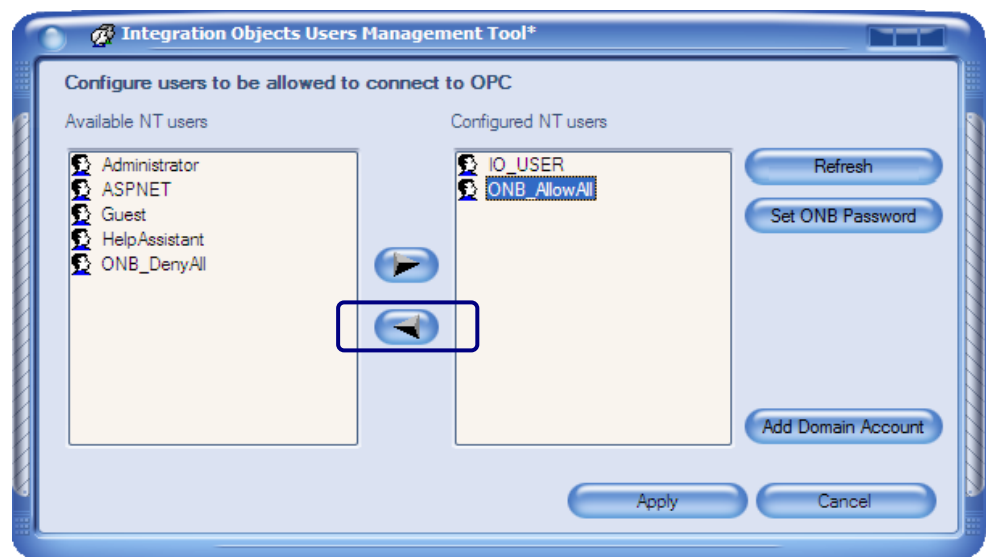 Integration Objects Users Management Tool*
Configure users to be allowed to connect to OPC
Available NT users
Configured NT users
Administrator
ASPNET
Guest
HelpAssistant
ONB_DenyAll
IO_USER
ONB_AllowAll
Refresh
Set ONB Password
Add Domain Account
Apply
Cancel